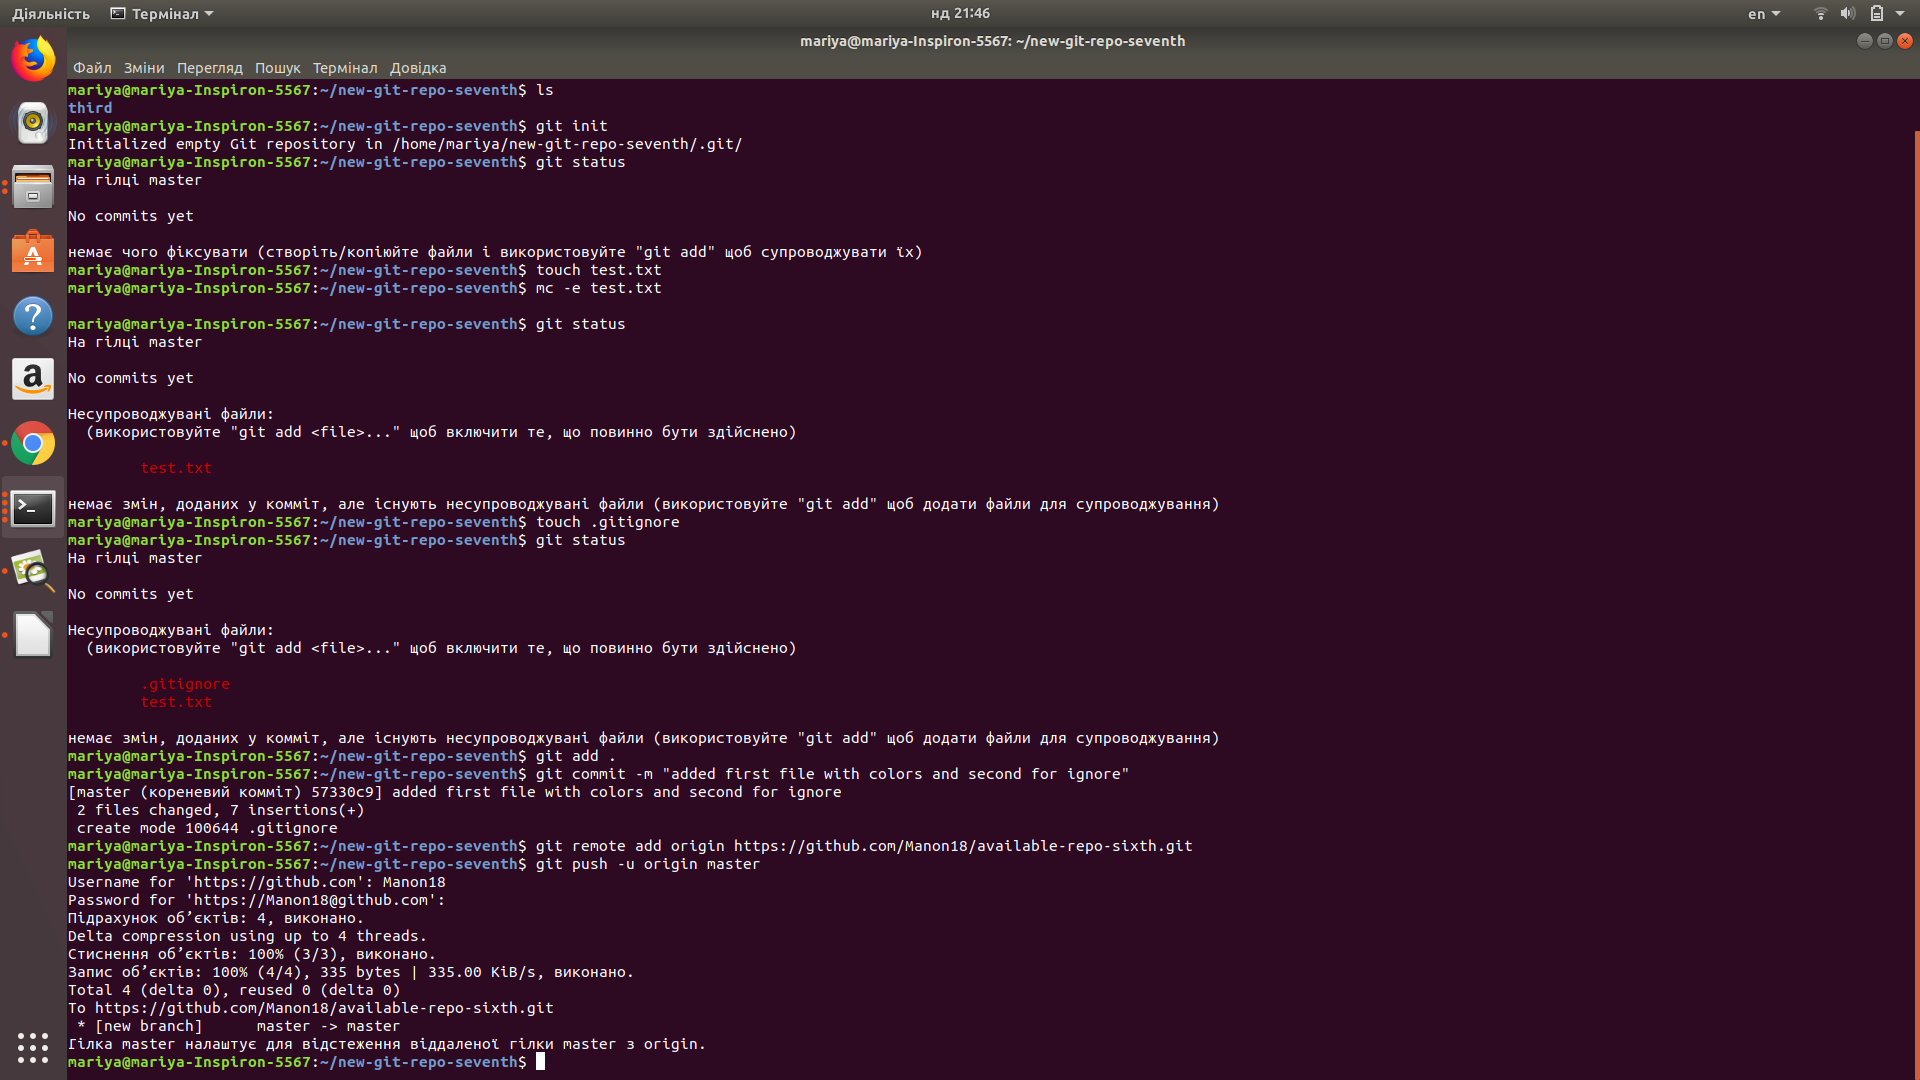 Діяльність Термінал нд 21:46 en
mariya@mariya-Inspiron-5567: ~/new-git-repo-seventh
Файл Зміни Перегляд Пошук Термінал Довідка
mariya@mariya-Inspiron-5567:~/new-git-repo-seventh$ ls
third
mariya@mariya-Inspiron-5567:~/new-git-repo-seventh$ git init
Initialized empty Git repository in /home/mariya/new-git-repo-seventh/.git/
mariya@mariya-Inspiron-5567:~/new-git-repo-seventh$ git status
На гілці master
No commits yet
немає чого фіксувати (створіть/копіюйте файли і використовуйте "git add" щоб супроводжувати їх)
mariya@mariya-Inspiron-5567:~/new-git-repo-seventh$ touch test.txt
mariya@mariya-Inspiron-5567:~/new-git-repo-seventh$ mc -e test.txt
mariya@mariya-Inspiron-5567:~/new-git-repo-seventh$ git status
На гілці master
No commits yet
Несупроводжувані файли:
(використовуйте "git add <file>..." щоб включити те, що повинно бути здійснено)
test.txt
немає змін, доданих у комміт, але існують несупроводжувані файли (використовуйте "git add" щоб додати файли для супроводжування)
mariya@mariya-Inspiron-5567:~/new-git-repo-seventh$ touch .gitignore
mariya@mariya-Inspiron-5567:~/new-git-repo-seventh$ git status
На гілці master
No commits yet
Несупроводжувані файли:
(використовуйте "git add <file>..." щоб включити те, що повинно бути здійснено)
.gitignore
test.txt
немає змін, доданих у комміт, але існують несупроводжувані файли (використовуйте "git add" щоб додати файли для супроводжування)
mariya@mariya-Inspiron-5567:~/new-git-repo-seventh$ git add .
mariya@mariya-Inspiron-5567:~/new-git-repo-seventh$ git commit -m "added first file with colors and second for ignore"
[master (кореневий комміт) 57330c9] added first file with colors and second for ignore
2 files changed, 7 insertions(+)
create mode 100644 .gitignore
mariya@mariya-Inspiron-5567:~/new-git-repo-seventh$ git remote add origin https://github.com/Manon18/available-repo-sixth.git
mariya@mariya-Inspiron-5567:~/new-git-repo-seventh$ git push -u origin master
Username for 'https://github.com': Manon18
Password for 'https://Manon18@github.com':
Підрахунок об’єктів: 4, виконано.
Delta compression using up to 4 threads.
Стиснення об’єктів: 100% (3/3), виконано.
Запис об’єктів: 100% (4/4), 335 bytes | 335.00 KiB/s, виконано.
Total 4 (delta 0), reused 0 (delta 0)
To https://github.com/Manon18/available-repo-sixth.git
* [new branch] master -> master
Гілка master налаштує для відстеження віддаленої гілки master з origin.
mariya@mariya-Inspiron-5567:~/new-git-repo-seventh$